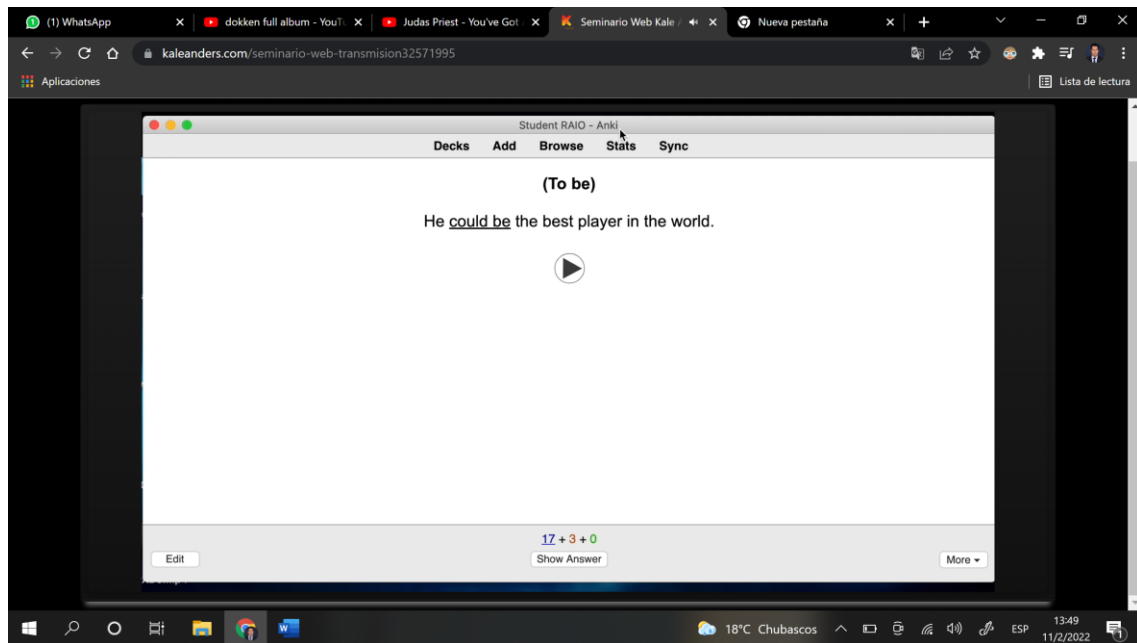 (1) WhatsApp
dokken full album - YouTu
Judas Priest - You've Got
Seminario Web Kale /
Nueva pestaña
kaleanders.com/seminario-web-transmision32571995
Aplicaciones
Lista de lectura
Student RAIO - Anki
Decks Add Browse Stats Sync
(To be)
He could be the best player in the world.
17 + 3 + 0
Edit
Show Answer
More
18°C Chubascos
ESP
13:49
11/2/2022